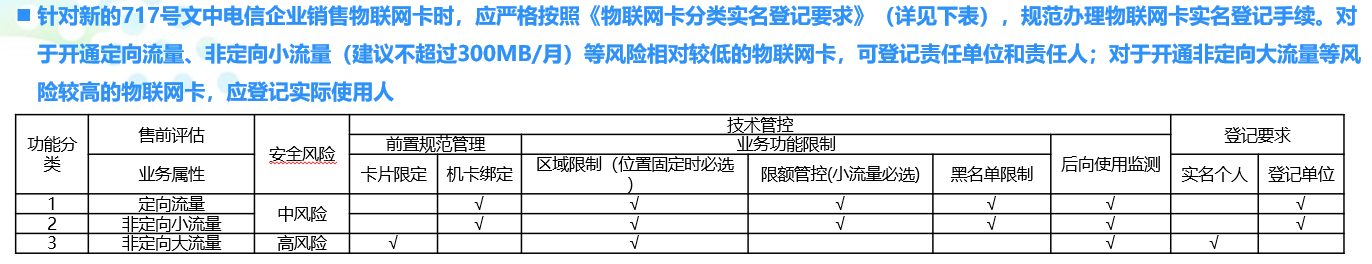 针对新的717号文中电信企业销售物联网卡时，应严格按照《物联网卡分类实名登记要求》（详见下表），规范办理物联网卡实名登记手续。对
于开通定向流量、非定向小流量（建议不超过300MB/月）等风险相对较低的物联网卡，可登记责任单位和责任人；对于开通非定向大流量等风
险较高的物联网卡，应登记实际使用人
功能分类 售前评估 安全风险 技术管控 登记要求
前置规范管理 业务功能限制 后向使用监测
业务属性 卡片限定 机卡绑定 区域限制（位置固定时必选） 限额管控(小流量必选) 黑名单限制 实名个人 登记单位
1 定向流量 中风险 √ √ √ √ √ √
2 非定向小流量 √ √ √ √ √ √
3 非定向大流量 高风险 √ √ √ √